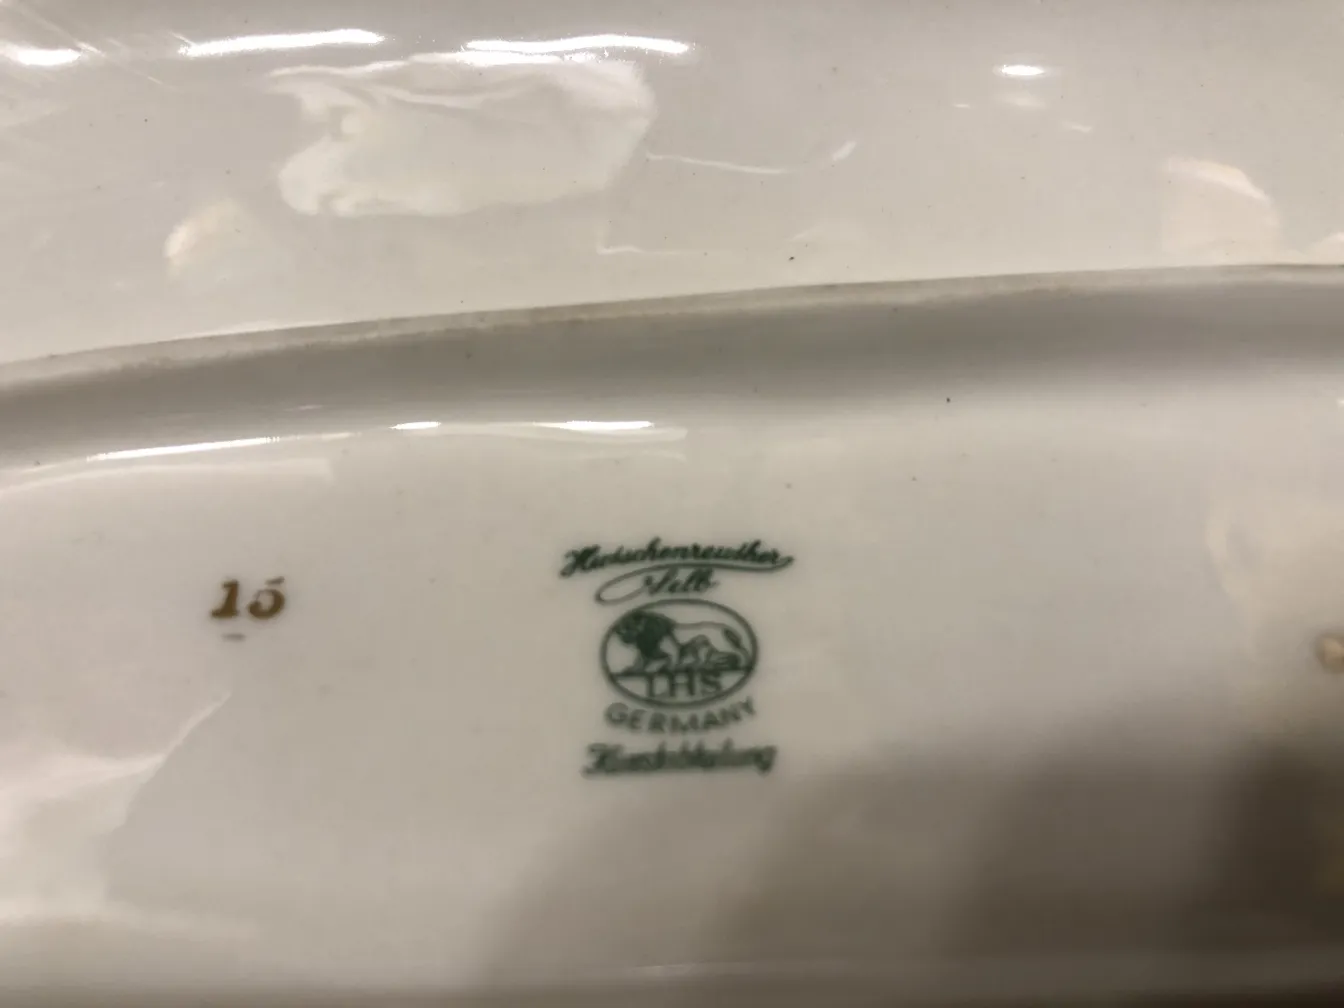 Hutschenreuther
Selb
LHS
GERMANY
Kunstabteilung
15